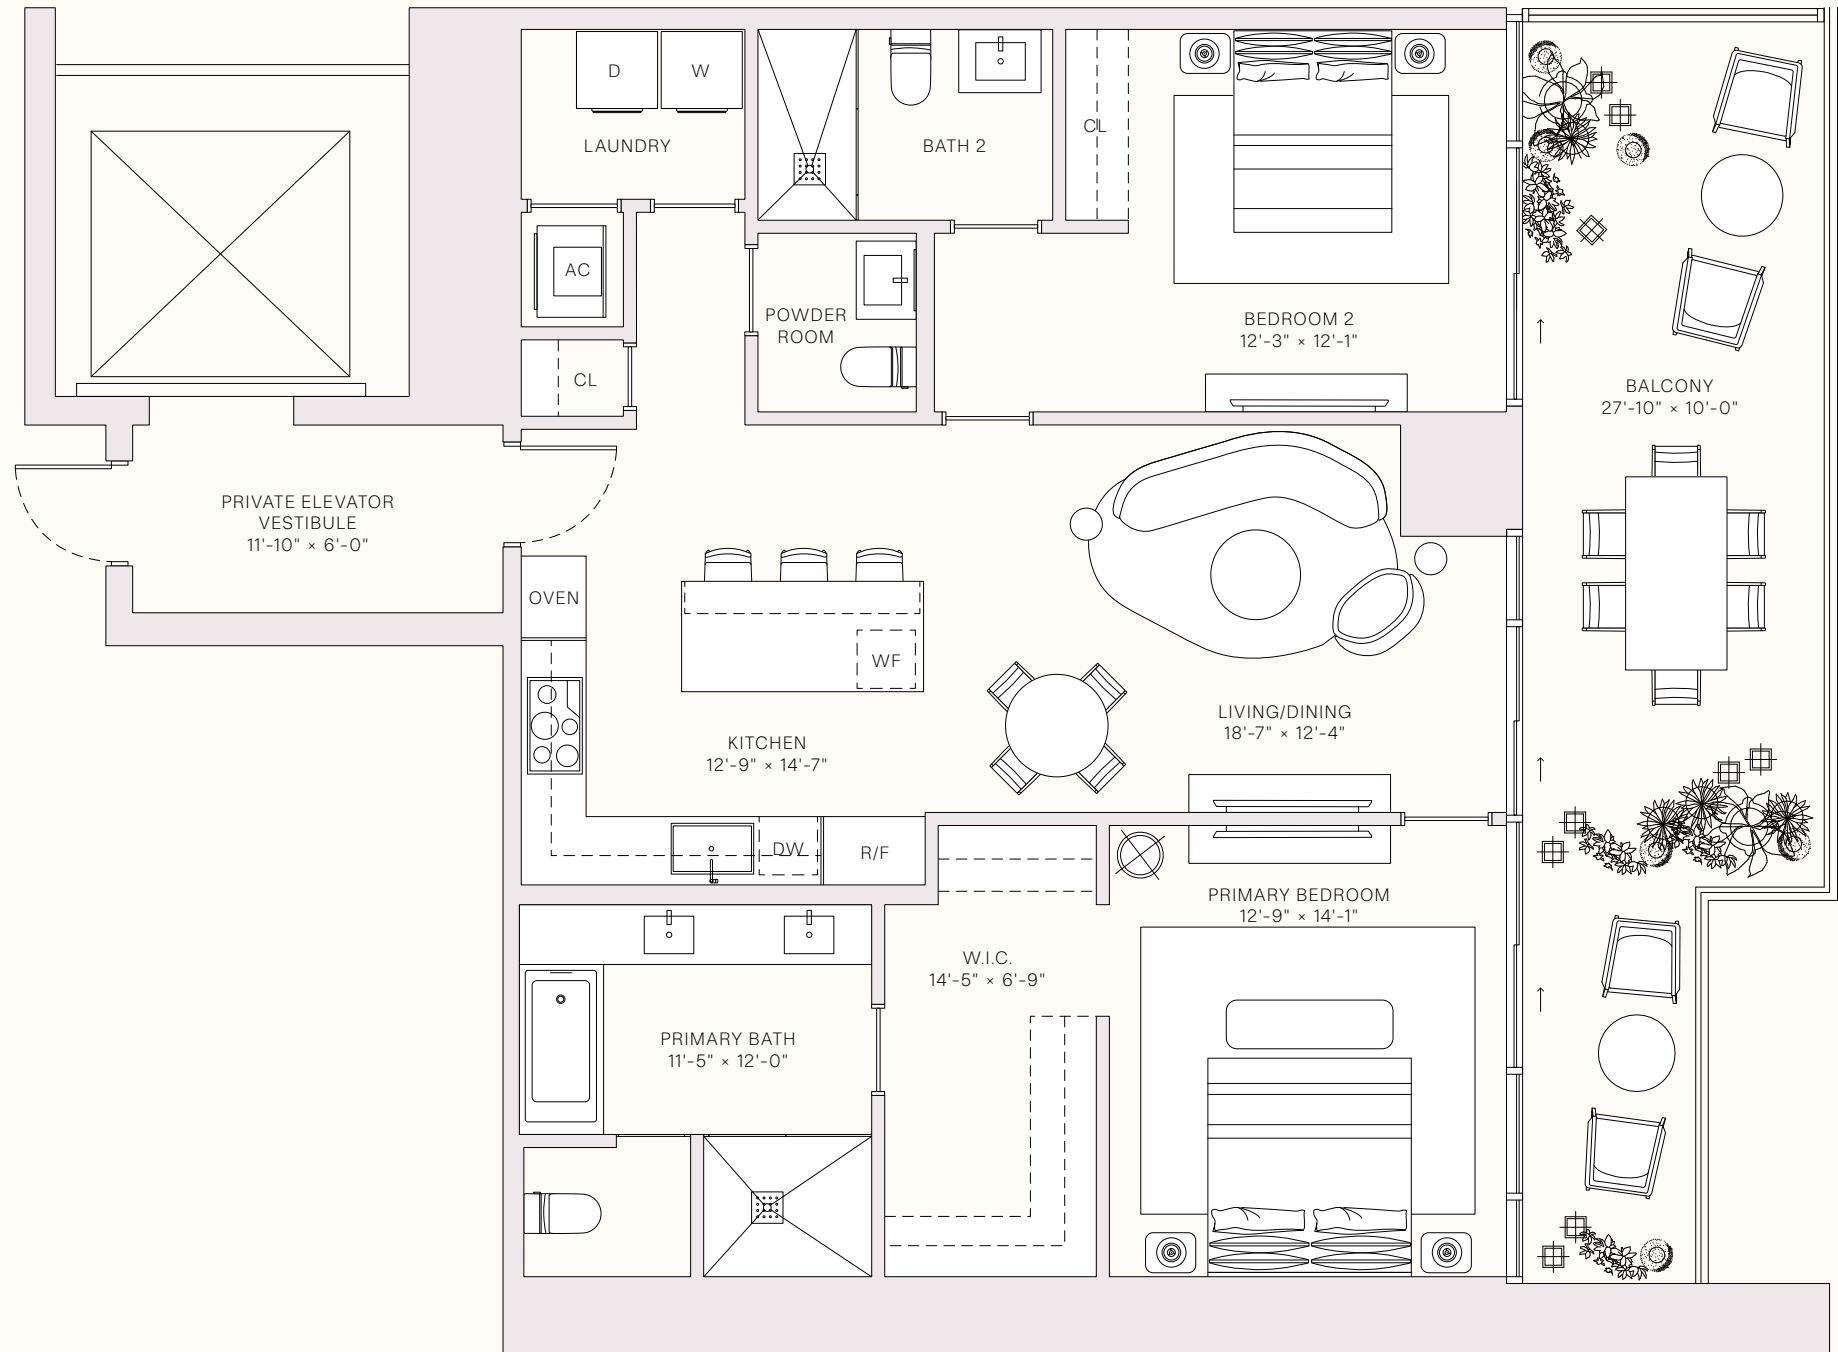 D
W
LAUNDRY
BATH 2
CL
AC
POWDER
ROOM
BEDROOM 2
12'-3" × 12'-1"
CL
BALCONY
27'-10" × 10'-0"
PRIVATE ELEVATOR
VESTIBULE
11'-10" × 6'-0"
OVEN
WF
KITCHEN
12'-9" × 14'-7"
LIVING/DINING
18'-7" × 12'-4"
DW
R/F
PRIMARY BEDROOM
12'-9" × 14'-1"
W.I.C.
14'-5" × 6'-9"
PRIMARY BATH
11'-5" × 12'-0"